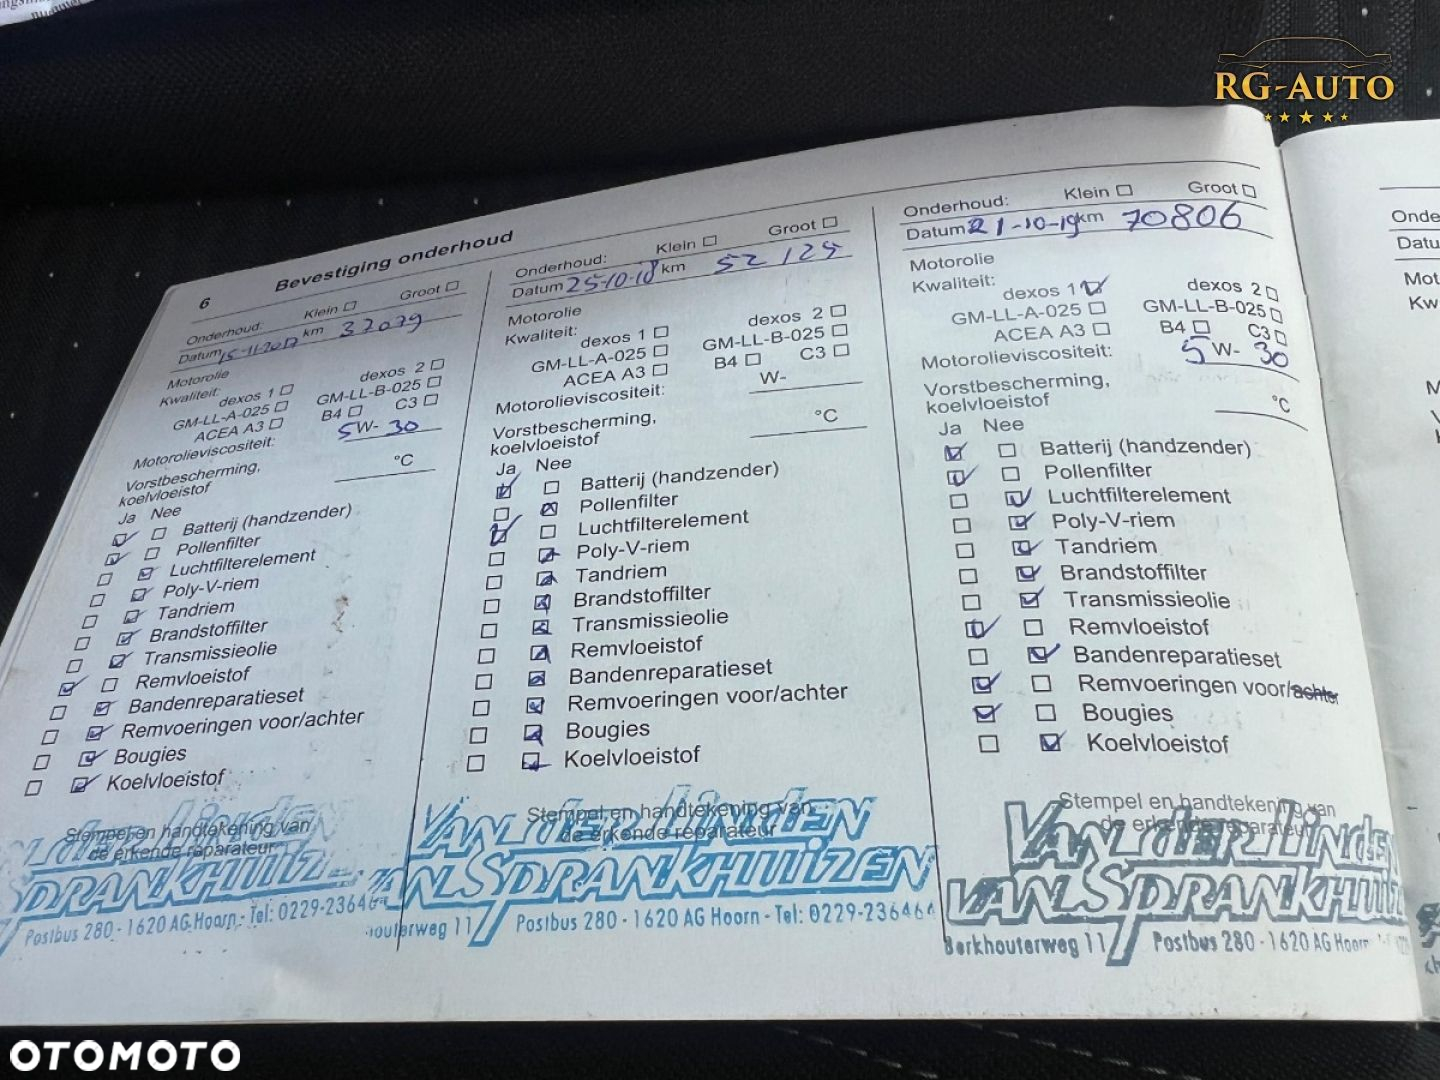 RG-AUTO
6 Bevestiging onderhoud
Onderhoud: Klein Groot
Datum 15-11-2017 km 32079
Motorolie
Kwaliteit: dexos 1 dexos 2
GM-LL-A-025 GM-LL-B-025
ACEA A3 B4 C3
Motorolieviscositeit: 5 W- 30
Vorstbescherming,
koelvloeistof °C
Ja Nee
Batterij (handzender)
Pollenfilter
Luchtfilterelement
Poly-V-riem
Tandriem
Brandstoffilter
Transmissieolie
Remvloeistof
Bandenreparatieset
Remvoeringen voor/achter
Bougies
Koelvloeistof
Stempel en handtekening van
de erkende reparateur
Van der Linden
van Sprankhuizen
Postbus 280 - 1620 AG Hoorn - Tel: 0229-23646
Onderhoud: Klein Groot
Datum 25-10-18 km 52125
Motorolie
Kwaliteit: dexos 1 dexos 2
GM-LL-A-025 GM-LL-B-025
ACEA A3 B4 C3
Motorolieviscositeit: W-
Vorstbescherming,
koelvloeistof °C
Ja Nee
Batterij (handzender)
Pollenfilter
Luchtfilterelement
Poly-V-riem
Tandriem
Brandstoffilter
Transmissieolie
Remvloeistof
Bandenreparatieset
Remvoeringen voor/achter
Bougies
Koelvloeistof
Stempel en handtekening van
de erkende reparateur
Van der Linden
van Sprankhuizen
outerweg 11 Postbus 280 - 1620 AG Hoorn - Tel: 0229-236464
Onderhoud: Klein Groot
Datum 21-10-19 km 70806
Motorolie
Kwaliteit: dexos 1 dexos 2
GM-LL-A-025 GM-LL-B-025
ACEA A3 B4 C3
Motorolieviscositeit: 5 W- 30
Vorstbescherming,
koelvloeistof °C
Ja Nee
Batterij (handzender)
Pollenfilter
Luchtfilterelement
Poly-V-riem
Tandriem
Brandstoffilter
Transmissieolie
Remvloeistof
Bandenreparatieset
Remvoeringen voor/achter
Bougies
Koelvloeistof
Stempel en handtekening van
de erkende reparateur
Van der Linden
van Sprankhuiz
Berkhouterweg 11 Postbus 280 - 1620 AG Hoorn
Onde
Datu
Mot
Kw
OTOMOTO